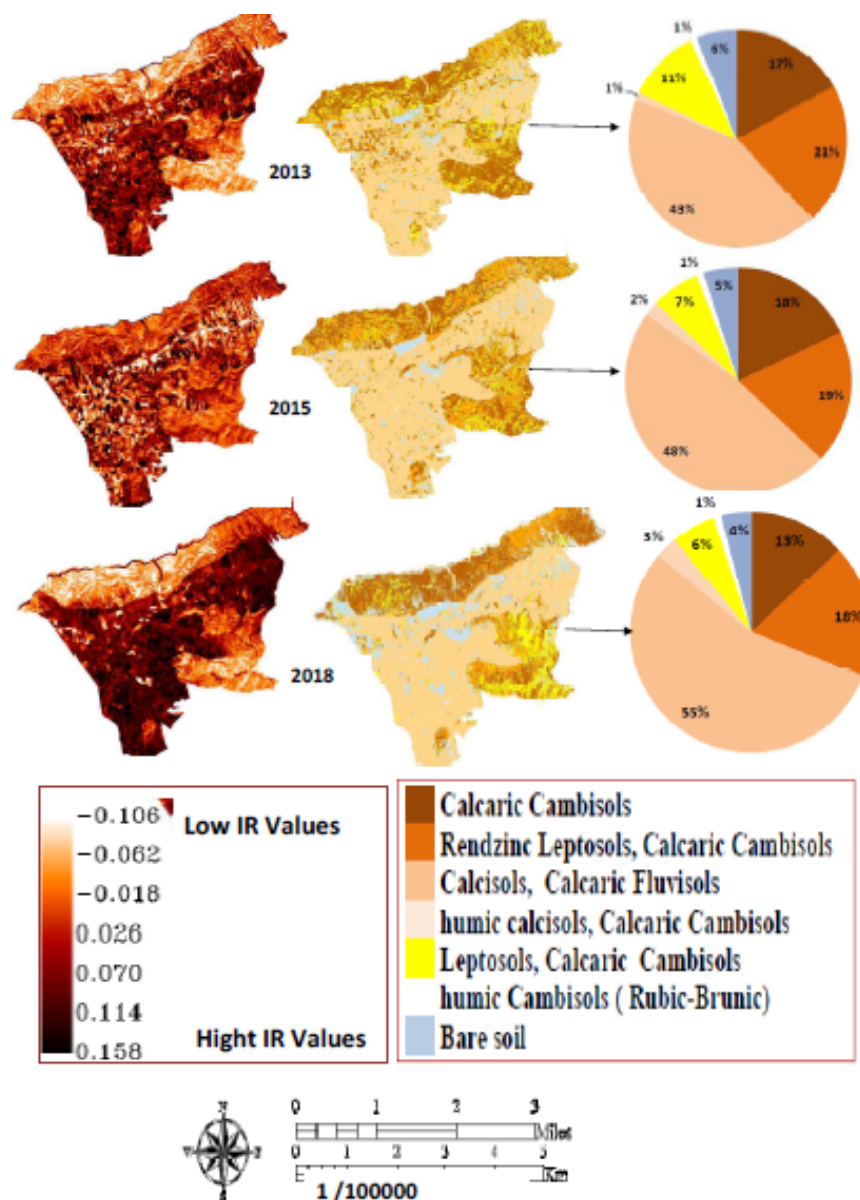 1%
6%
17%
11%
1%
21%
2013
43%
1%
5%
18%
2%
7%
19%
2015
48%
1%
4%
13%
3%
6%
18%
2018
55%
-0.106
Low IR Values
-0.062
-0.018
0.026
0.070
0.114
Hight IR Values
0.158
Calcaric Cambisols
Rendzinc Leptosols, Calcaric Cambisols
Calcisols, Calcaric Fluvisols
humic calcisols, Calcaric Cambisols
Leptosols, Calcaric Cambisols
humic Cambisols ( Rubic-Brunic)
Bare soil
N
0 1 2 3
Miles
0 1 2 3 4 5
Km
S
1 /100000